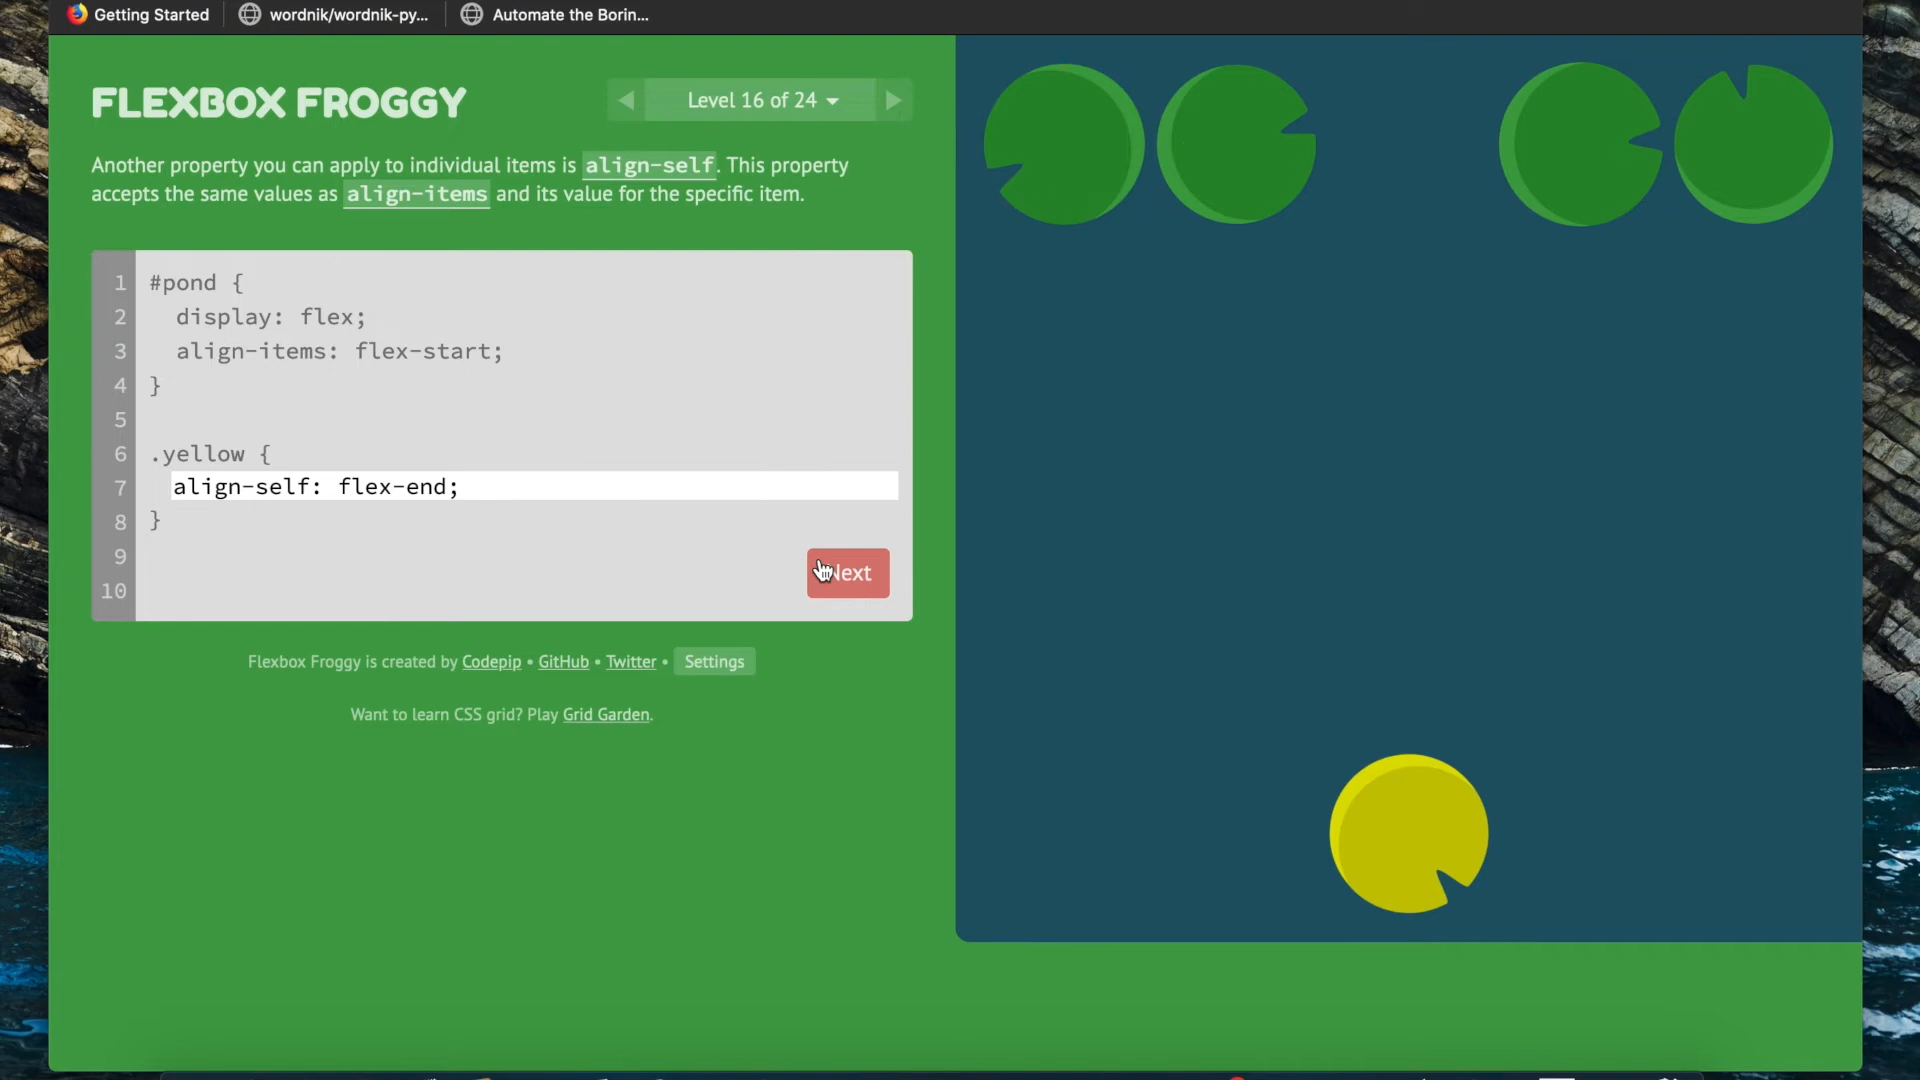 Getting Started
wordnik/wordnik-py...
Automate the Borin...
FLEXBOX FROGGY
Level 16 of 24
Another property you can apply to individual items is align-self. This property
accepts the same values as align-items and its value for the specific item.
1 #pond {
2 display: flex;
3 align-items: flex-start;
4 }
5
6 .yellow {
7 align-self: flex-end;
8 }
9
10
Next
Flexbox Froggy is created by Codepip • GitHub • Twitter • Settings
Want to learn CSS grid? Play Grid Garden.